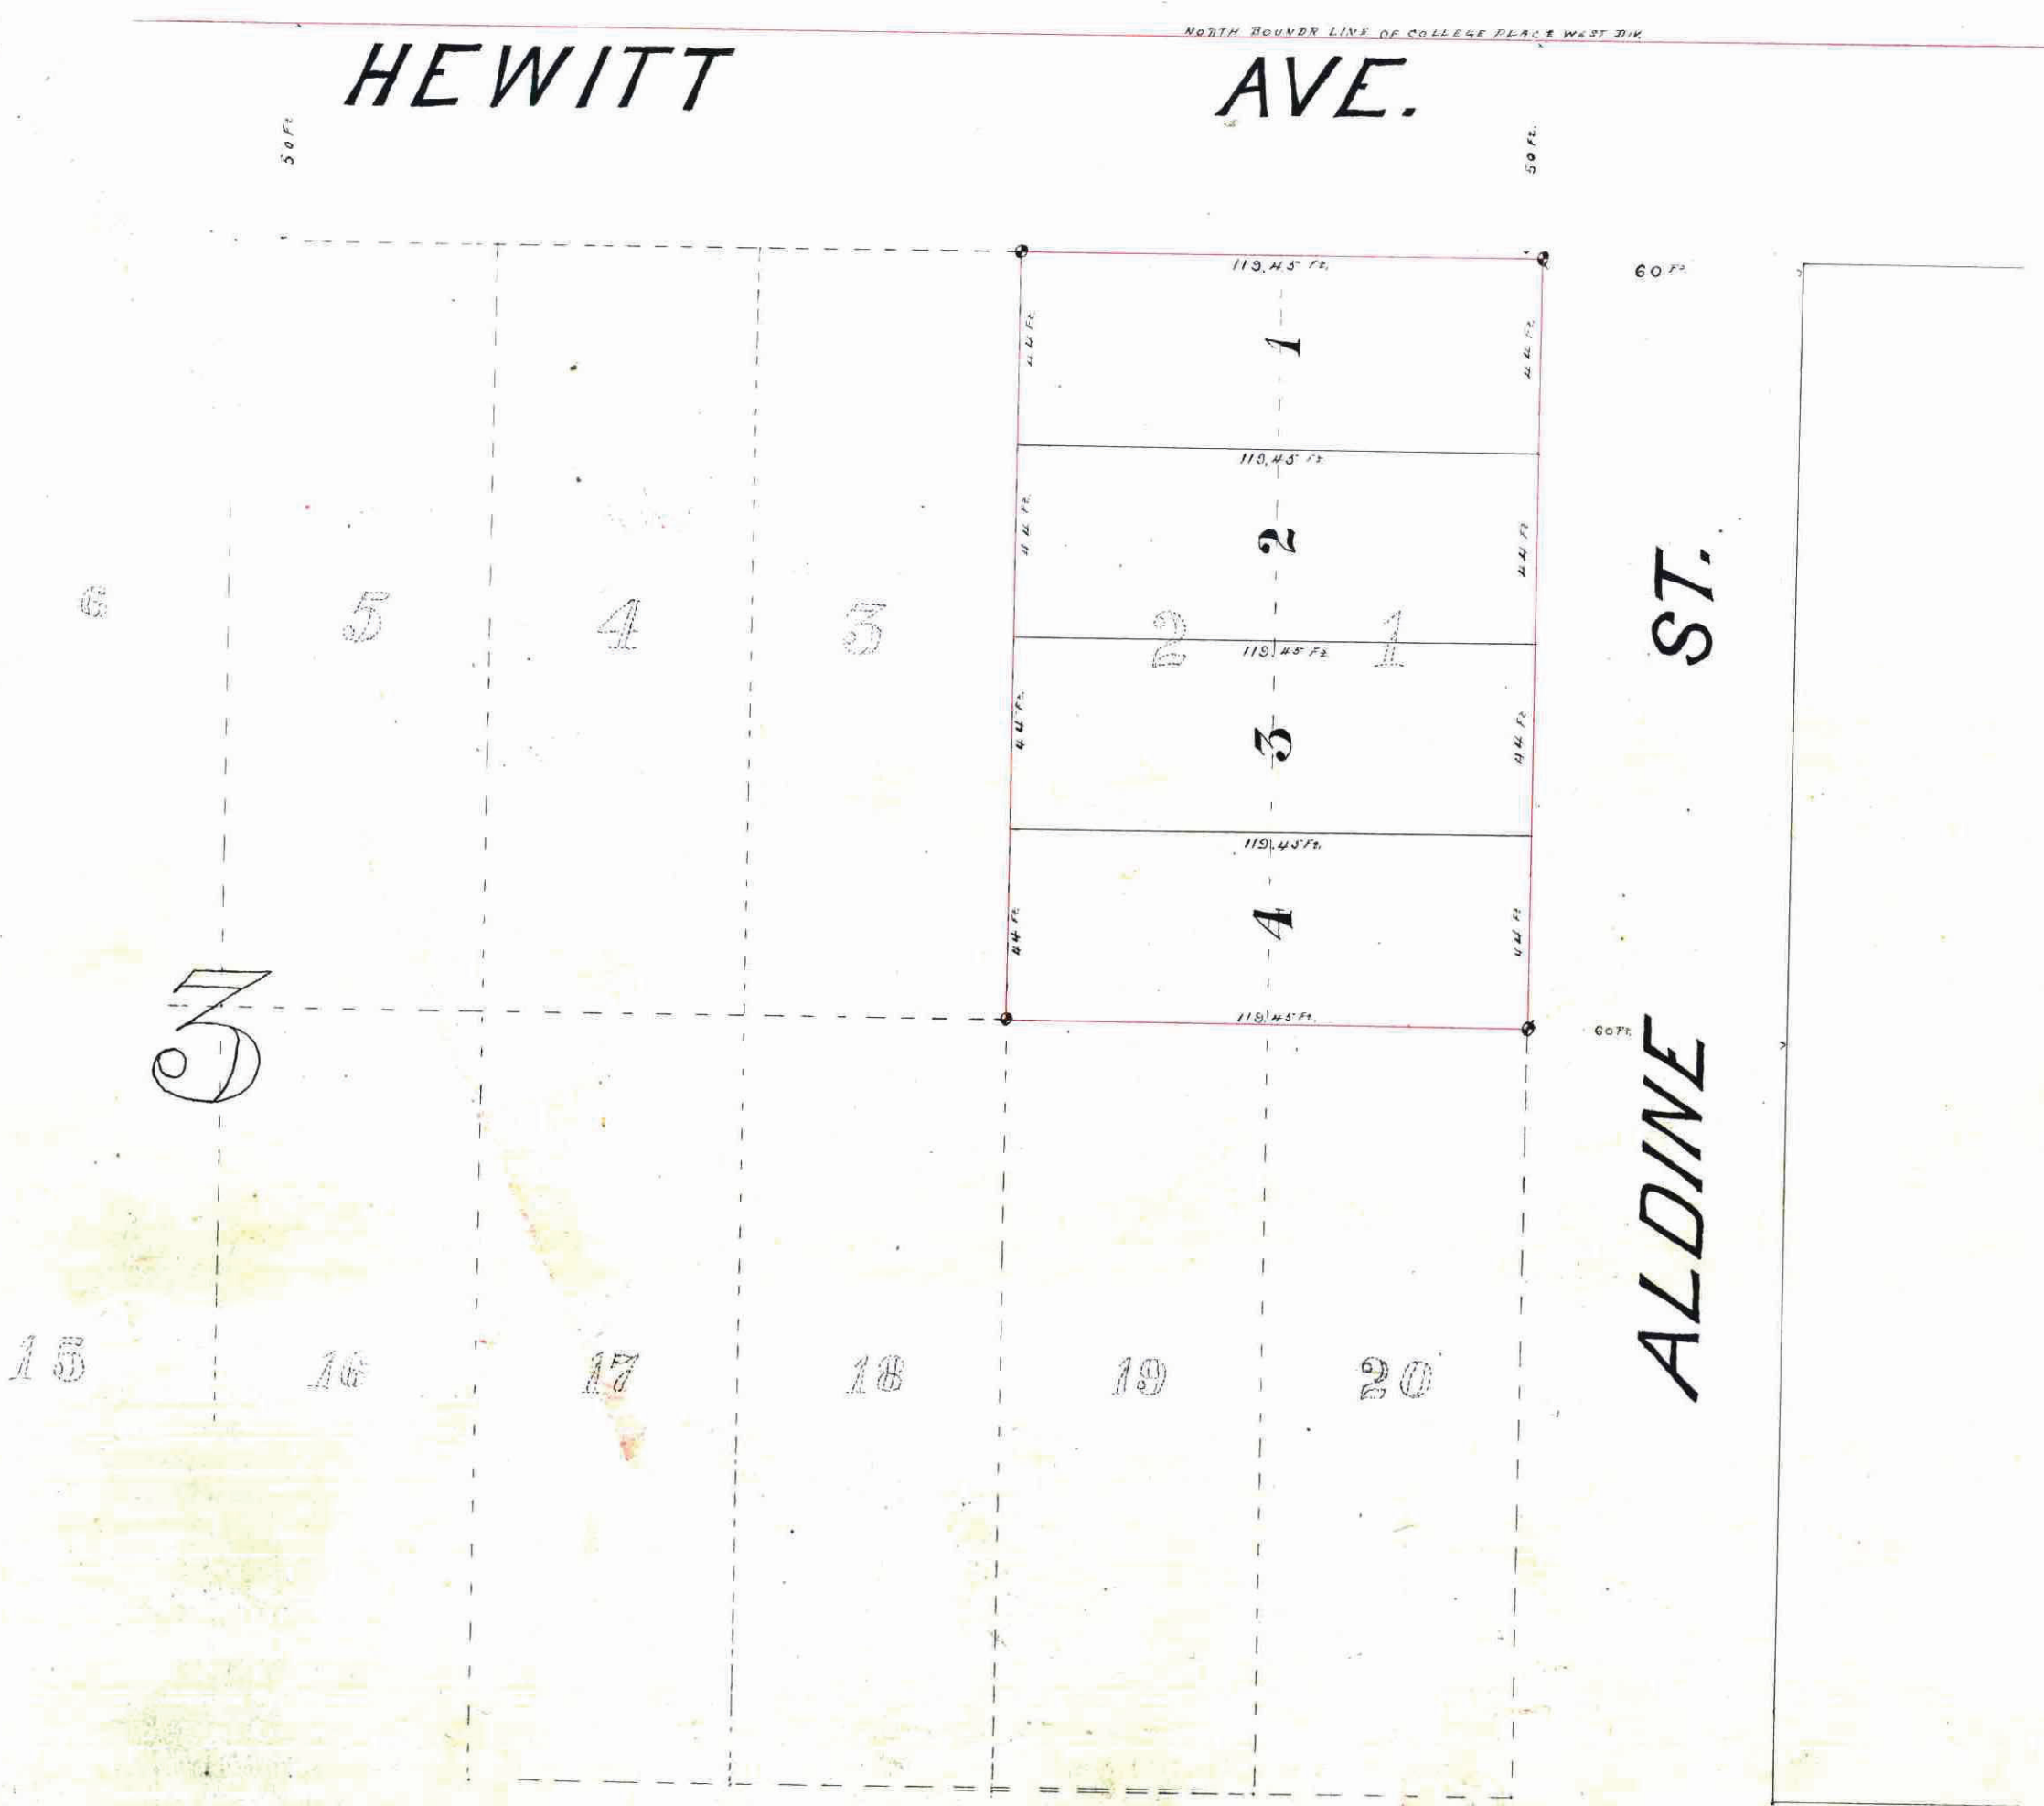 NORTH BOUNDR LINE OF COLLEGE PLACE WEST DIV.
HEWITT AVE.
50 Ft. 50 Ft.
119.45 Ft. 60 Ft.
44 Ft. 1 44 Ft.
119.45 Ft.
44 Ft. 2 44 Ft.
6 5 4 3 2 1
119.45 Ft.
44 Ft. 3 44 Ft.
119.45 Ft.
44 Ft. 4 44 Ft.
119.45 Ft. 60 Ft.
3
ALDINE ST.
15 16 17 18 19 20